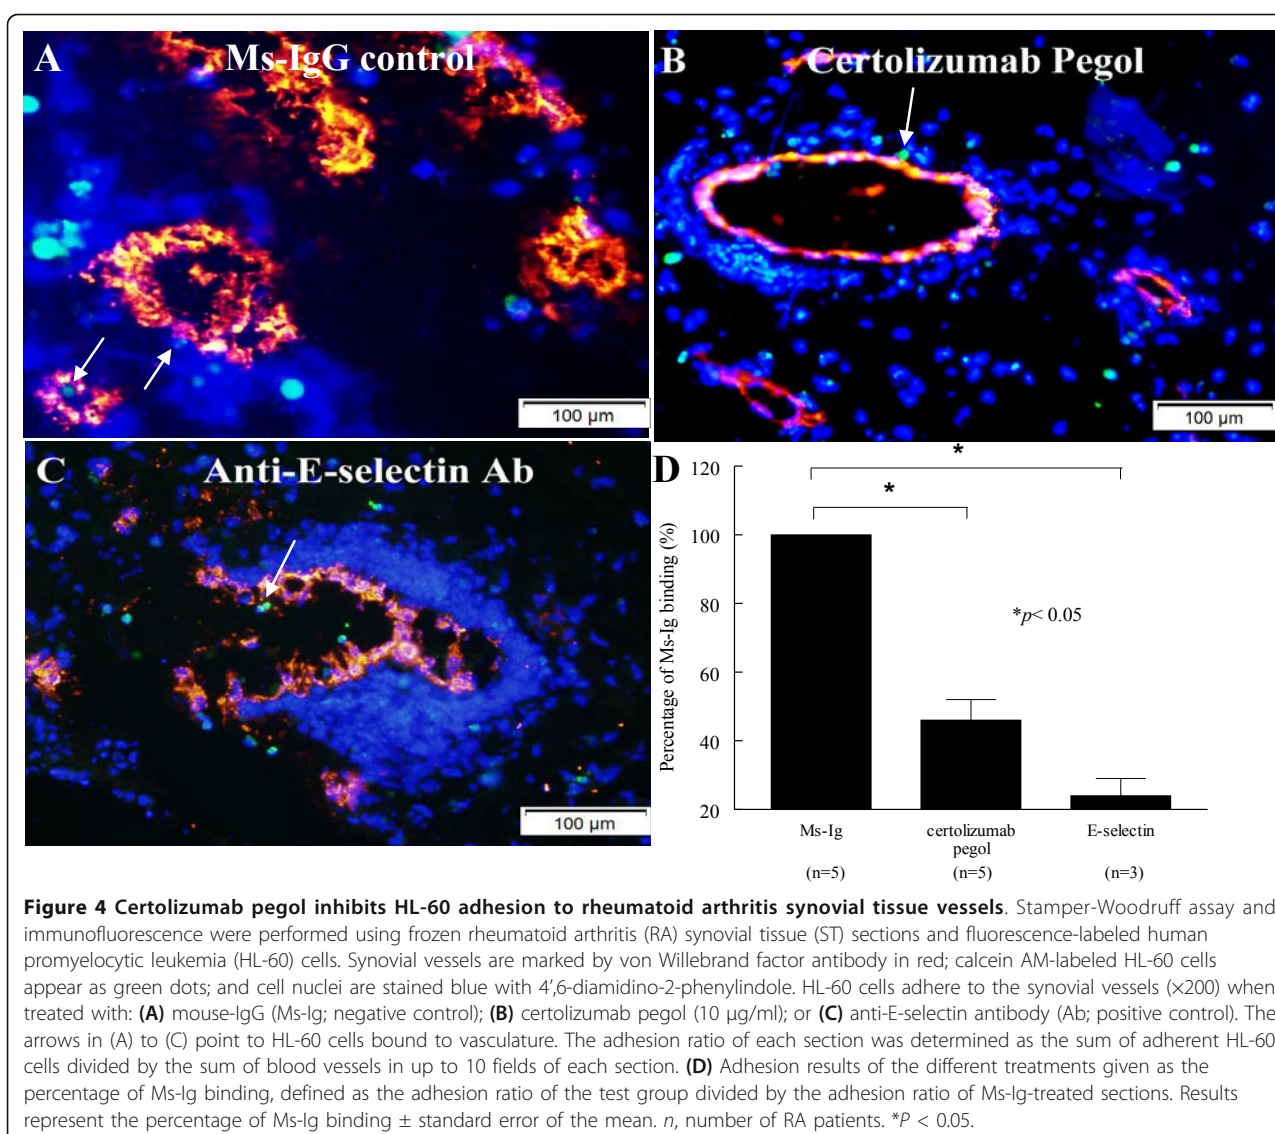 A
Ms-IgG control
100 µm
B
Certolizumab Pegol
100 µm
C
Anti-E-selectin Ab
100 µm
D
Percentage of Ms-Ig binding (%)
120
100
80
60
40
20
*
*
*p< 0.05
Ms-Ig
(n=5)
certolizumab
pegol
(n=5)
E-selectin
(n=3)
Figure 4 Certolizumab pegol inhibits HL-60 adhesion to rheumatoid arthritis synovial tissue vessels. Stamper-Woodruff assay and
immunofluorescence were performed using frozen rheumatoid arthritis (RA) synovial tissue (ST) sections and fluorescence-labeled human
promyelocytic leukemia (HL-60) cells. Synovial vessels are marked by von Willebrand factor antibody in red; calcein AM-labeled HL-60 cells
appear as green dots; and cell nuclei are stained blue with 4′,6-diamidino-2-phenylindole. HL-60 cells adhere to the synovial vessels (×200) when
treated with: (A) mouse-IgG (Ms-Ig; negative control); (B) certolizumab pegol (10 μg/ml); or (C) anti-E-selectin antibody (Ab; positive control). The
arrows in (A) to (C) point to HL-60 cells bound to vasculature. The adhesion ratio of each section was determined as the sum of adherent HL-60
cells divided by the sum of blood vessels in up to 10 fields of each section. (D) Adhesion results of the different treatments given as the
percentage of Ms-Ig binding, defined as the adhesion ratio of the test group divided by the adhesion ratio of Ms-Ig-treated sections. Results
represent the percentage of Ms-Ig binding ± standard error of the mean. n, number of RA patients. *P < 0.05.